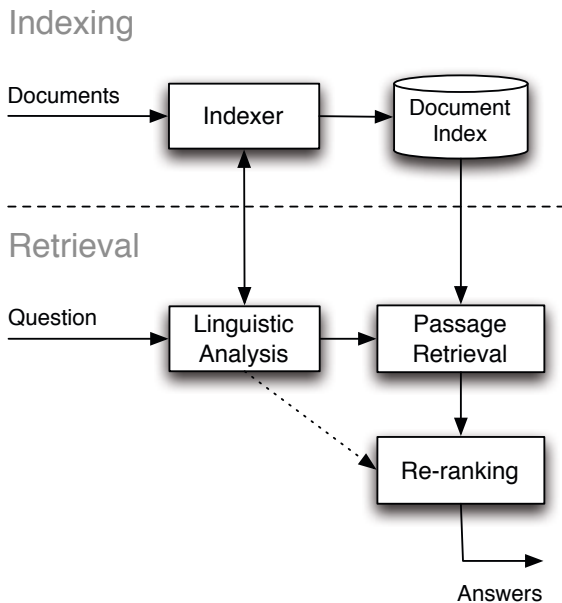 Indexing
Documents
Indexer
Document
Index
Retrieval
Question
Linguistic
Analysis
Passage
Retrieval
Re-ranking
Answers